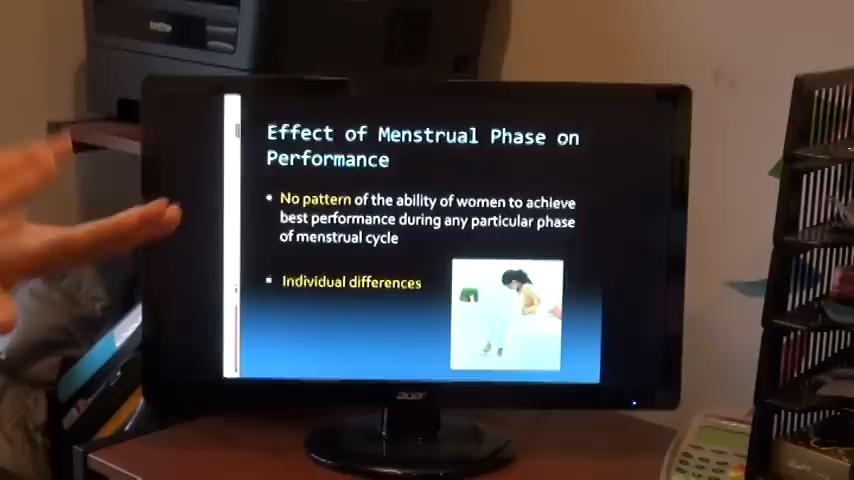 brother
Effect of Menstrual Phase on
Performance
No pattern of the ability of women to achieve
best performance during any particular phase
of menstrual cycle
Individual differences
acer